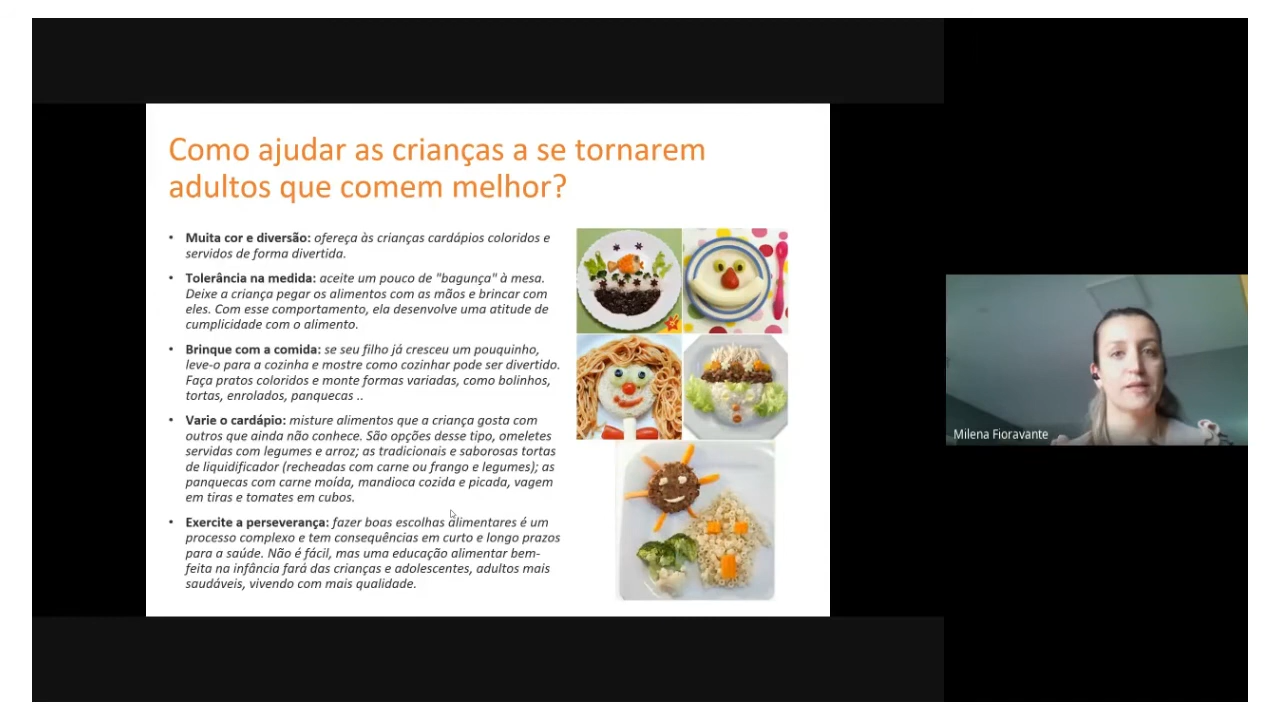 Como ajudar as crianças a se tornarem
adultos que comem melhor?
• Muita cor e diversão: ofereça às crianças cardápios coloridos e
servidos de forma divertida.
• Tolerância na medida: aceite um pouco de "bagunça" à mesa.
Deixe a criança pegar os alimentos com as mãos e brincar com
eles. Com esse comportamento, ela desenvolve uma atitude de
cumplicidade com o alimento.
• Brinque com a comida: se seu filho já cresceu um pouquinho,
leve-o para a cozinha e mostre como cozinhar pode ser divertido.
Faça pratos coloridos e monte formas variadas, como bolinhos,
tortas, enrolados, panquecas ..
• Varie o cardápio: misture alimentos que a criança gosta com
outros que ainda não conhece. São opções desse tipo, omeletes
servidas com legumes e arroz; as tradicionais e saborosas tortas
de liquidificador (recheadas com carne ou frango e legumes); as
panquecas com carne moída, mandioca cozida e picada, vagem
em tiras e tomates em cubos.
• Exercite a perseverança: fazer boas escolhas alimentares é um
processo complexo e tem consequências em curto e longo prazos
para a saúde. Não é fácil, mas uma educação alimentar bem-
feita na infância fará das crianças e adolescentes, adultos mais
saudáveis, vivendo com mais qualidade.
Milena Fioravante